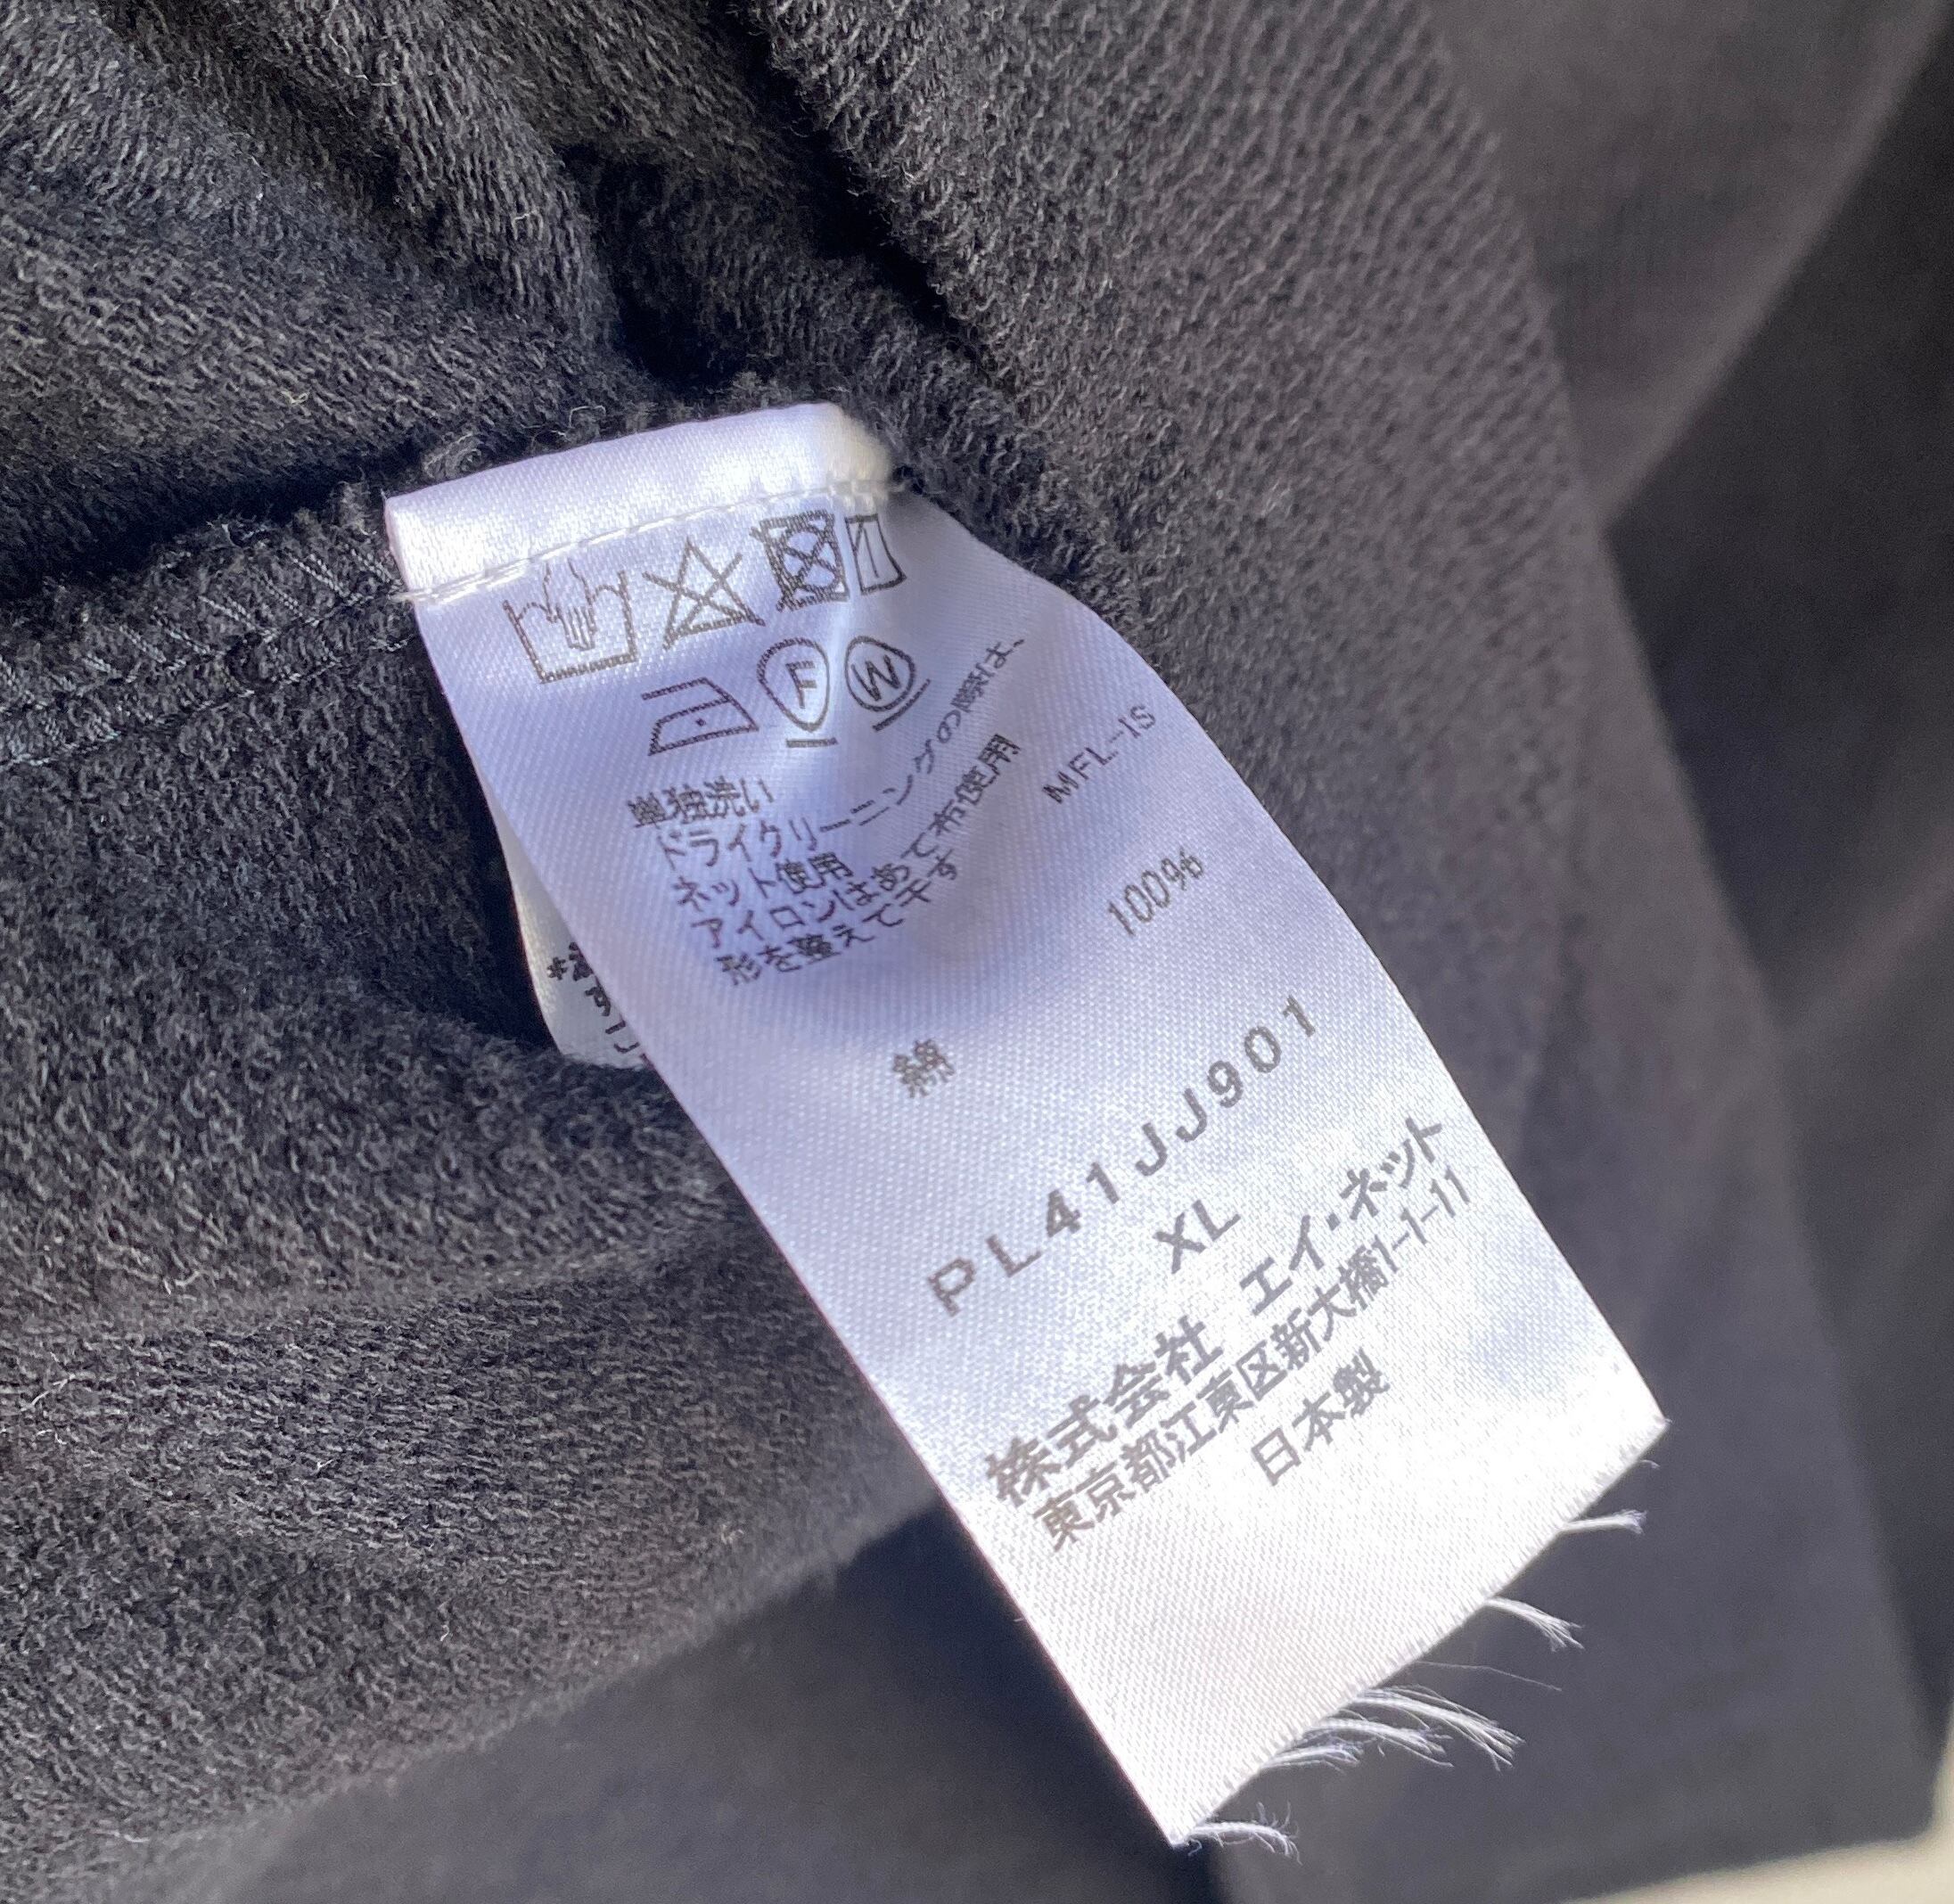 F W
単独洗い
ドライクリーニングの際は、
ネット使用
アイロンはあて布使用
形を整えて干す
MFL-IS
綿 100%
PL41JJ901
XL
株式会社 エイ・ネット
東京都江東区新大橋1-1-11
日本製